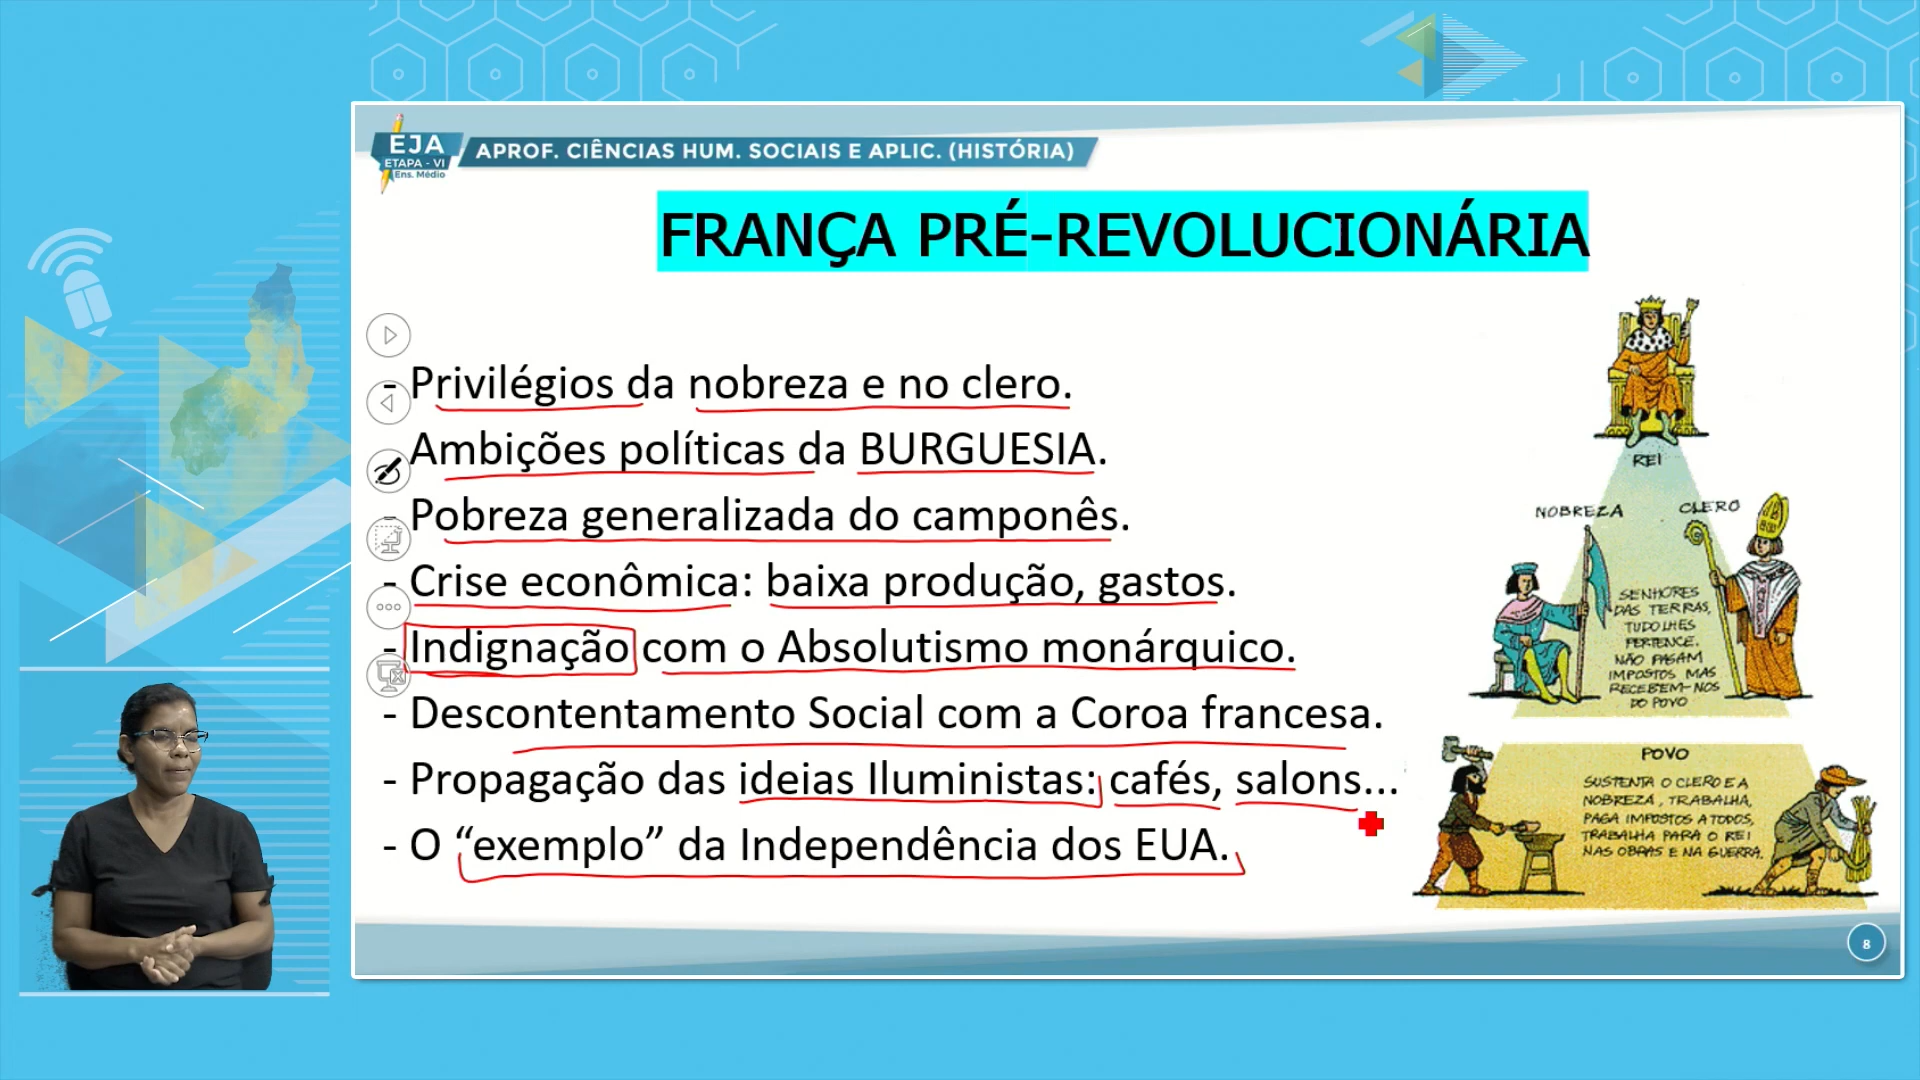 EJA
ETAPA - VI
Ens. Médio
APROF. CIÊNCIAS HUM. SOCIAIS E APLIC. (HISTÓRIA)
FRANÇA PRÉ-REVOLUCIONÁRIA
- Privilégios da nobreza e no clero.
Ambições políticas da BURGUESIA.
- Pobreza generalizada do camponês.
- Crise econômica: baixa produção, gastos.
- Indignação com o Absolutismo monárquico.
- Descontentamento Social com a Coroa francesa.
- Propagação das ideias Iluministas: cafés, salons...
- O “exemplo” da Independência dos EUA.
REI
NOBREZA
CLERO
SENHORES
DAS TERRAS,
TUDO LHES
PERTENCE.
NÃO PAGAM
IMPOSTOS MAS
RECEBEM-NOS
DO POVO
POVO
SUSTENTA O CLERO E A
NOBREZA, TRABALHA,
PAGA IMPOSTOS A TODOS,
TRABALHA PARA O REI
NAS OBRAS E NA GUERRA.
8